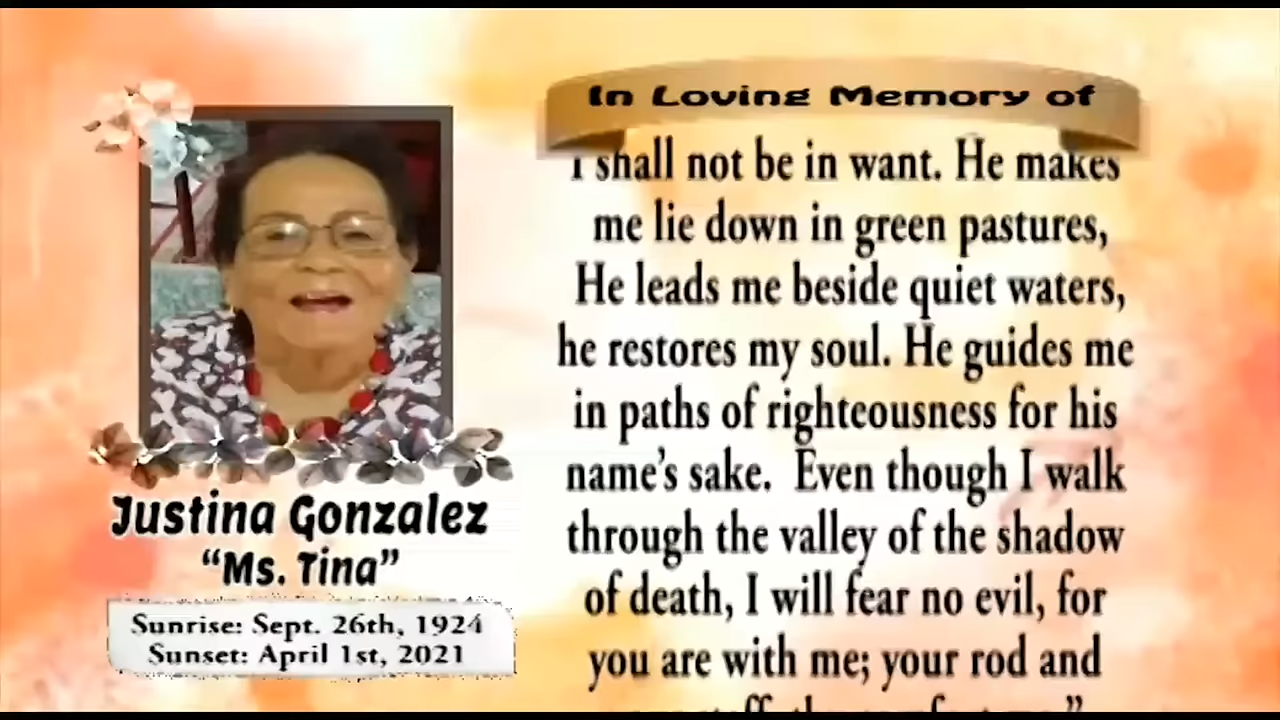 In Loving Memory of
I shall not be in want. He makes
me lie down in green pastures,
He leads me beside quiet waters,
he restores my soul. He guides me
in paths of righteousness for his
name's sake. Even though I walk
through the valley of the shadow
of death, I will fear no evil, for
you are with me; your rod and
Justina Gonzalez
“Ms. Tina”
Sunrise: Sept. 26th, 1924
Sunset: April 1st, 2021